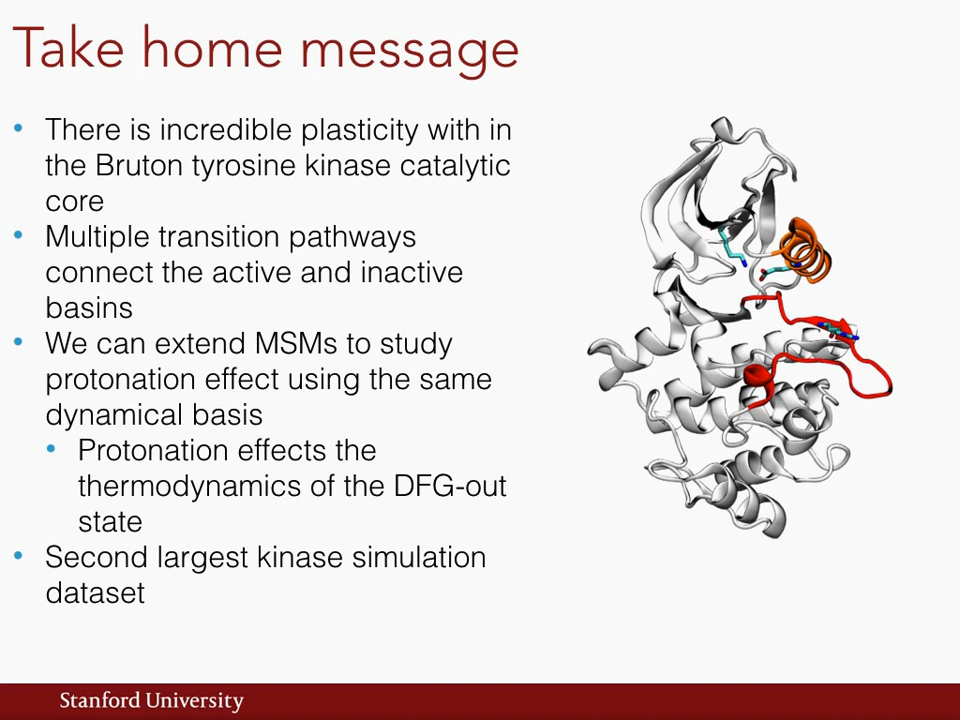 Take home message
• There is incredible plasticity with in
the Bruton tyrosine kinase catalytic
core
• Multiple transition pathways
connect the active and inactive
basins
• We can extend MSMs to study
protonation effect using the same
dynamical basis
• Protonation effects the
thermodynamics of the DFG-out
state
• Second largest kinase simulation
dataset
Stanford University